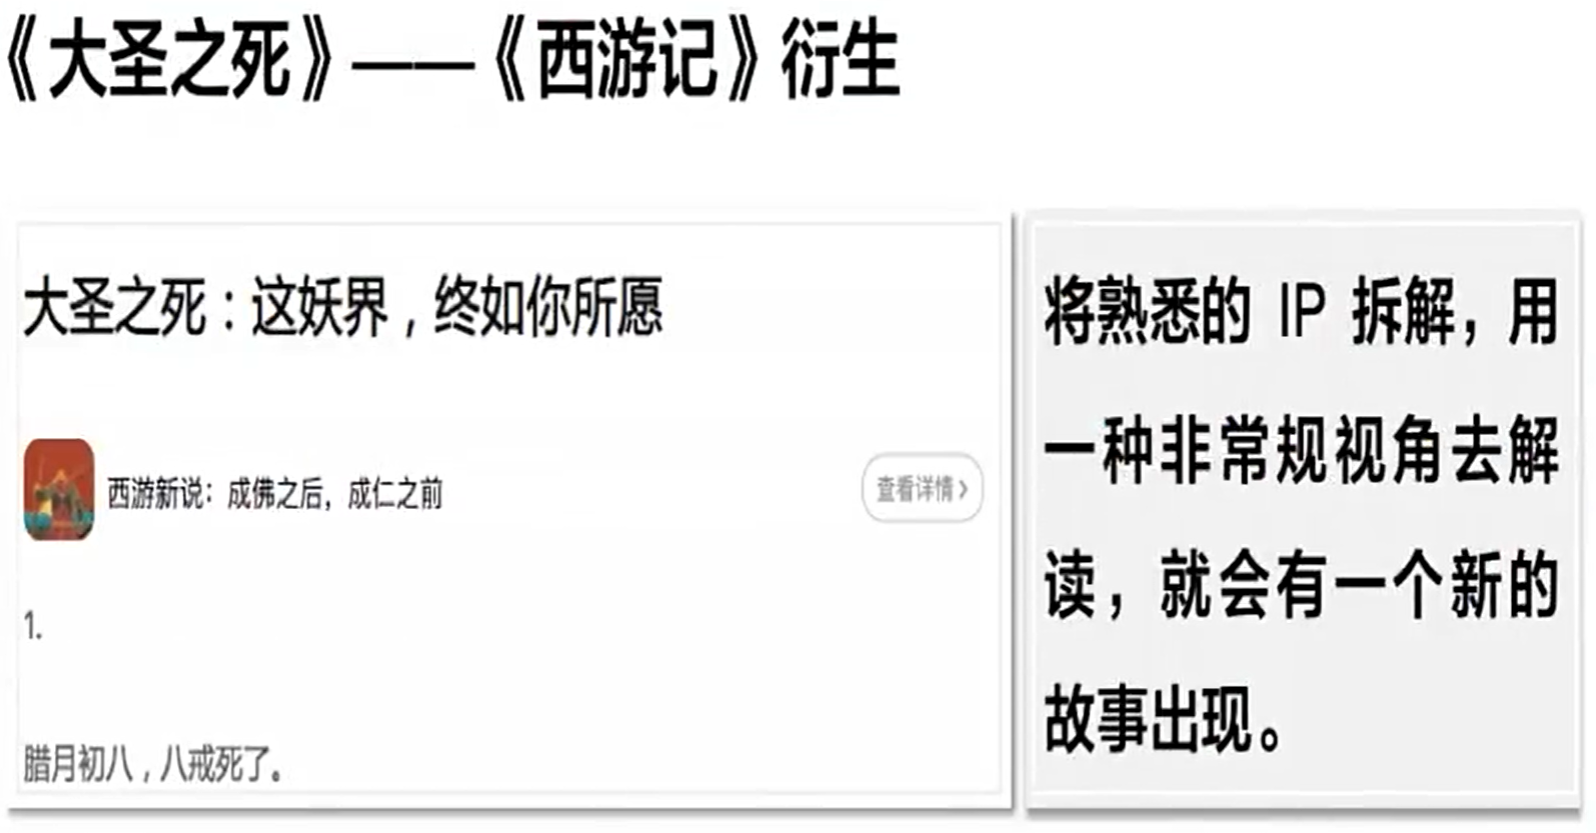 《大圣之死》——《西游记》衍生
大圣之死：这妖界，终如你所愿
西游新说：成佛之后，成仁之前
查看详情 >
1.
腊月初八，八戒死了。
将熟悉的 IP 拆解，用
一种非常规视角去解
读，就会有一个新的
故事出现。